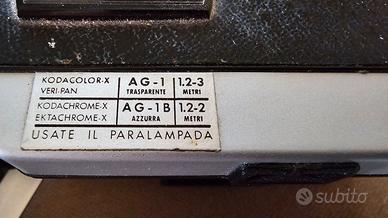 KODACOLOR-X AG-1 1.2-3
VERI-PAN TRASPARENTE METRI
KODACHROME-X AG-1B 1.2-2
EKTACHROME-X AZZURRA METRI
USATE IL PARALAMPADA
subito